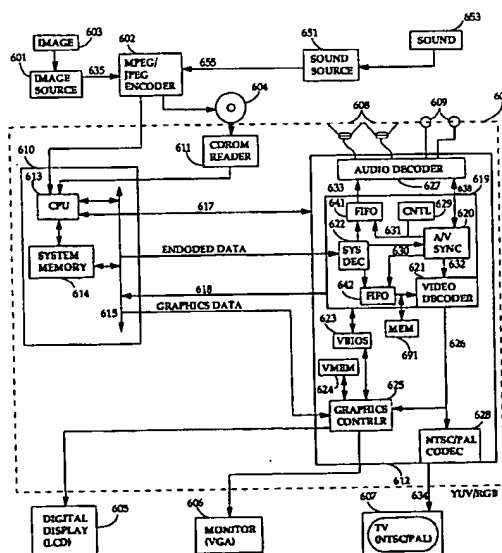 IMAGE
603
602
651
653
SOUND
601
IMAGE
SOURCE
635
MPEG/
JPEG
ENCODER
655
SOUND
SOURCE
604
608
609
610
611
CDROM
READER
AUDIO DECODER
613
CPU
633
627
638
619
617
641
FIFO
CNTL
629
620
631
622
SYS
DEC
630
A/V
SYNC
SYSTEM
MEMORY
ENDODED DATA
621
632
614
618
642
FIFO
VIDEO
DECODER
615
GRAPHICS DATA
623
VBIOS
MEM
691
626
VMEM
624
625
GRAPHICS
CONTRLR
628
NTSC/PAL
CODEC
612
YUV/RGB
605
606
607
634
DIGITAL
DISPLAY
(LCD)
MONITOR
(VGA)
TV
(NTSC/PAL)